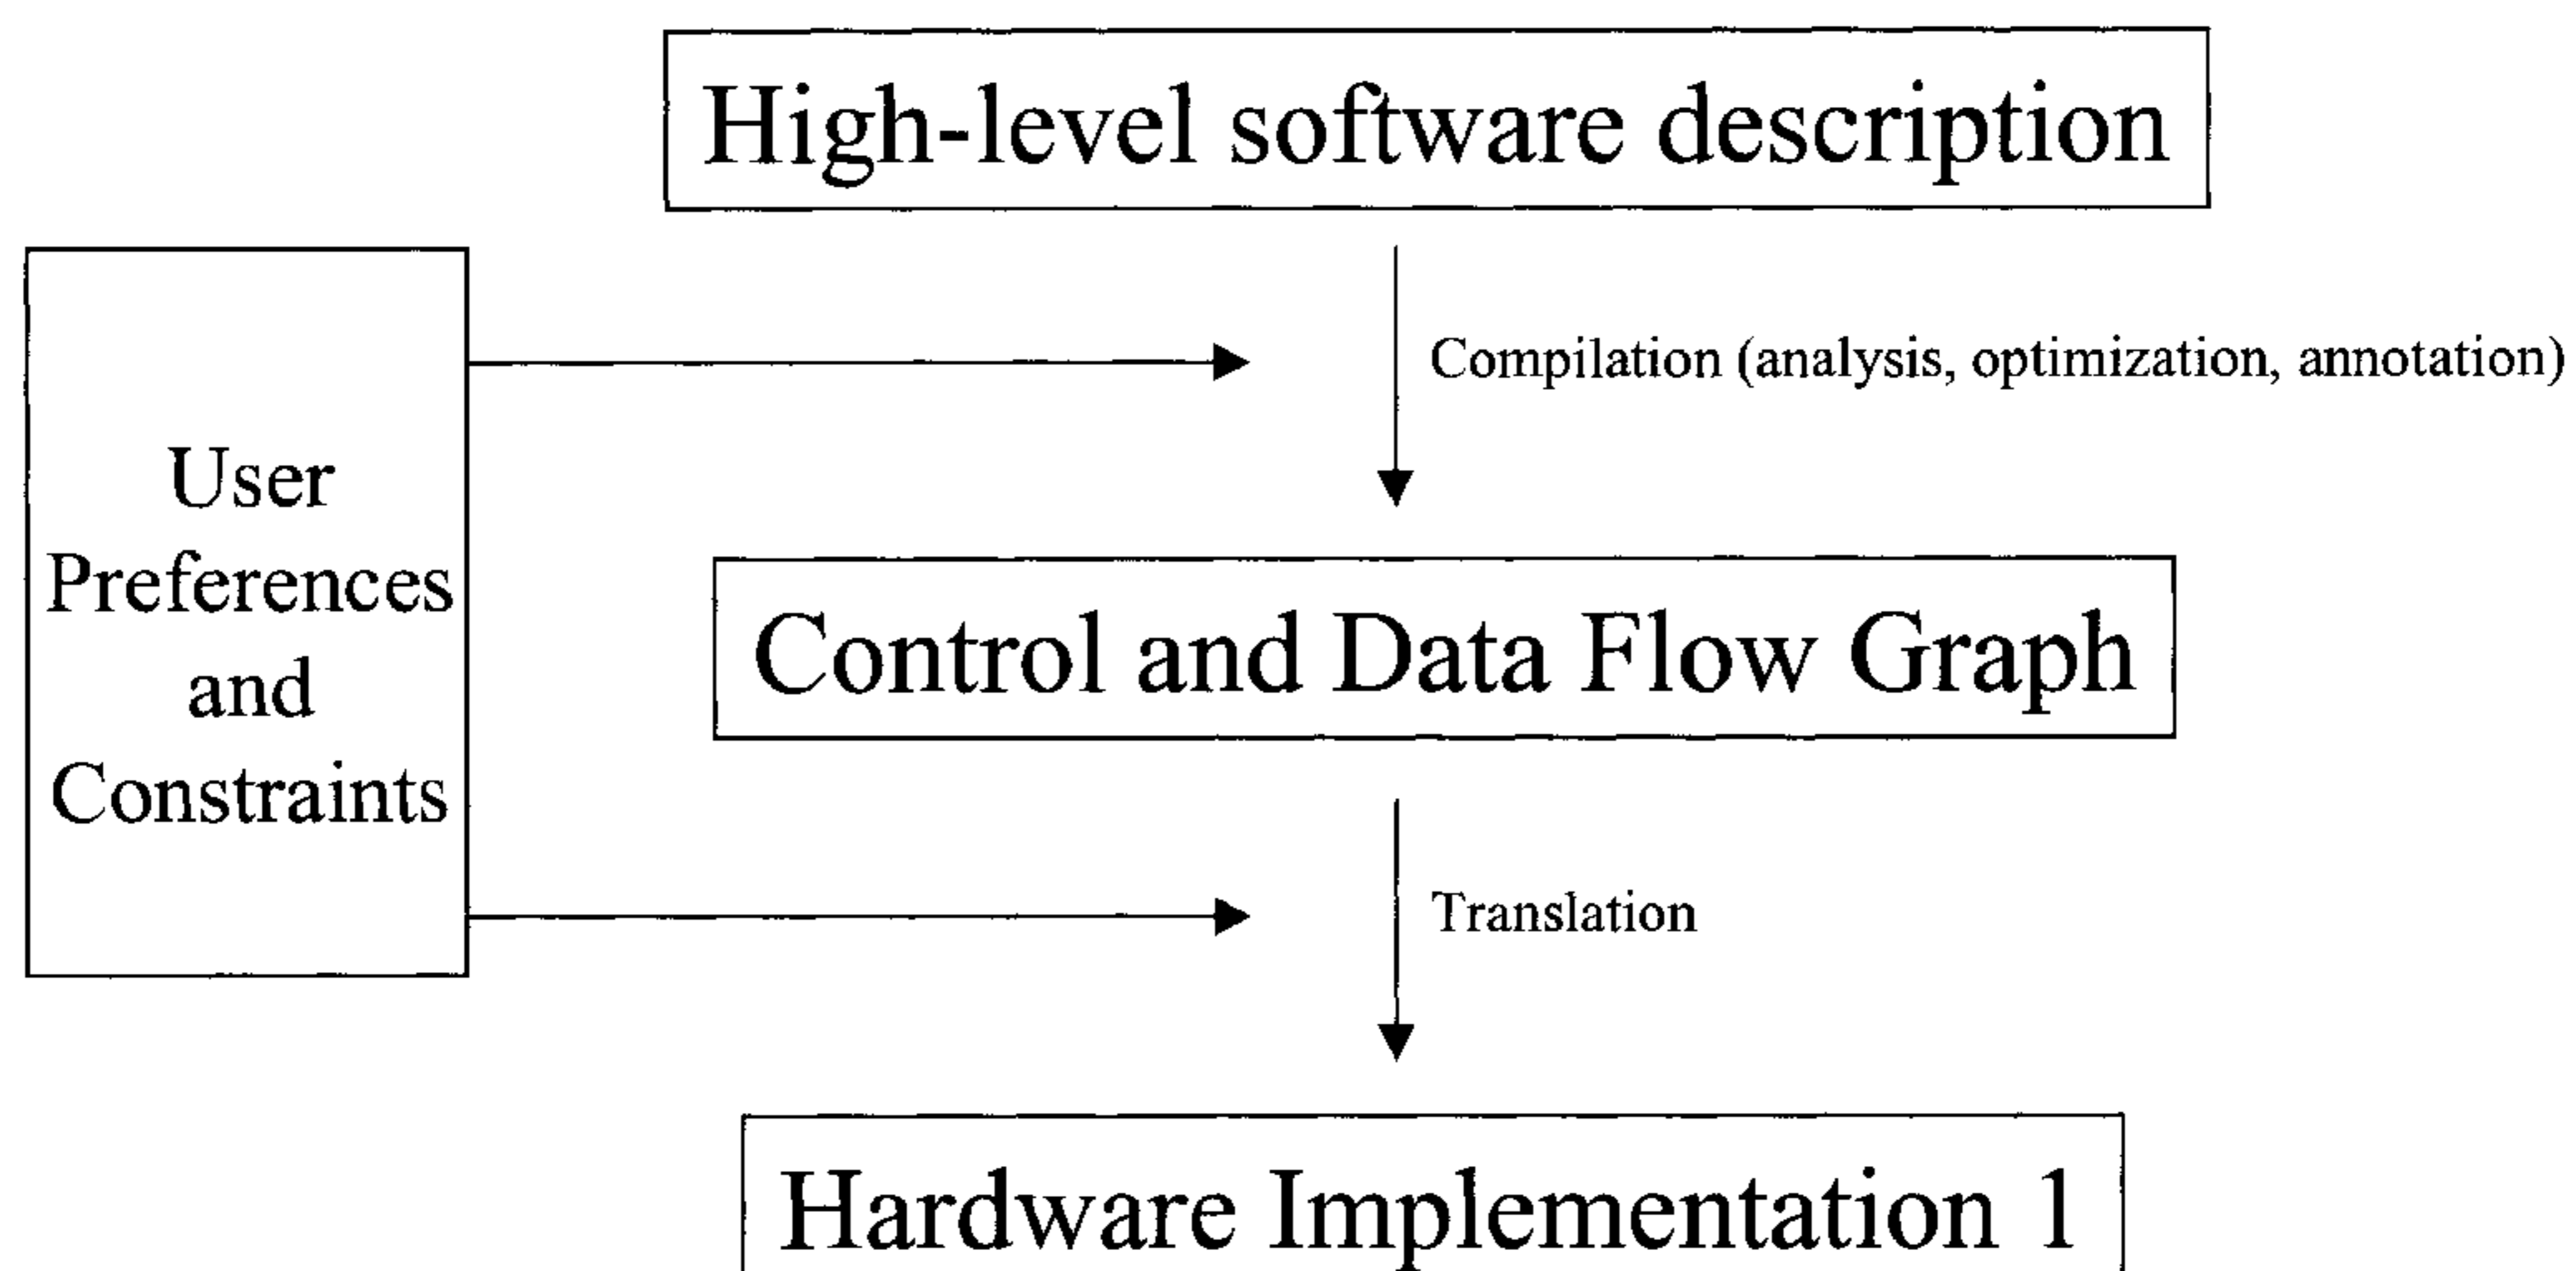 High-level software description
Compilation (analysis, optimization, annotation)
User
Preferences
and
Constraints
Control and Data Flow Graph
Translation
Hardware Implementation 1